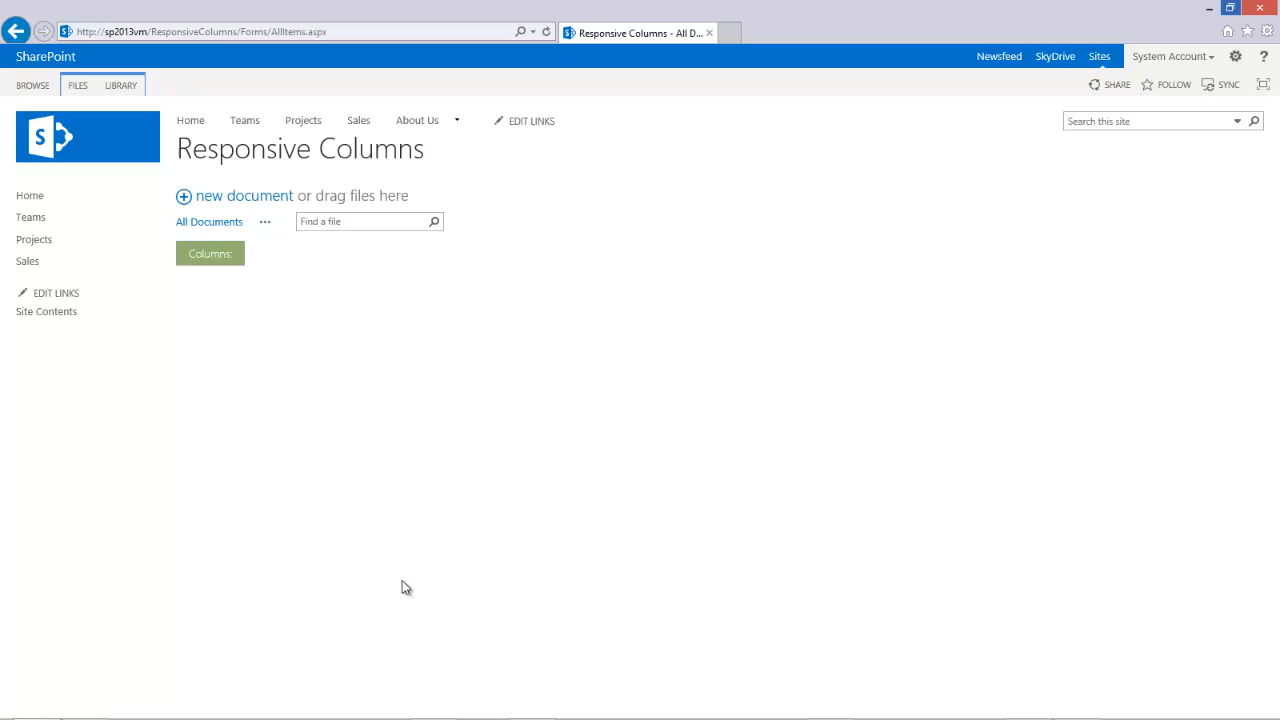 http://sp2013vm/ResponsiveColumns/Forms/AllItems.aspx
Responsive Columns - All D...
SharePoint
Newsfeed SkyDrive Sites System Account ?
BROWSE FILES LIBRARY
SHARE FOLLOW SYNC
S
Home Teams Projects Sales About Us EDIT LINKS
Search this site
Responsive Columns
Home
Teams
Projects
Sales
EDIT LINKS
Site Contents
new document or drag files here
All Documents ... Find a file
Columns: